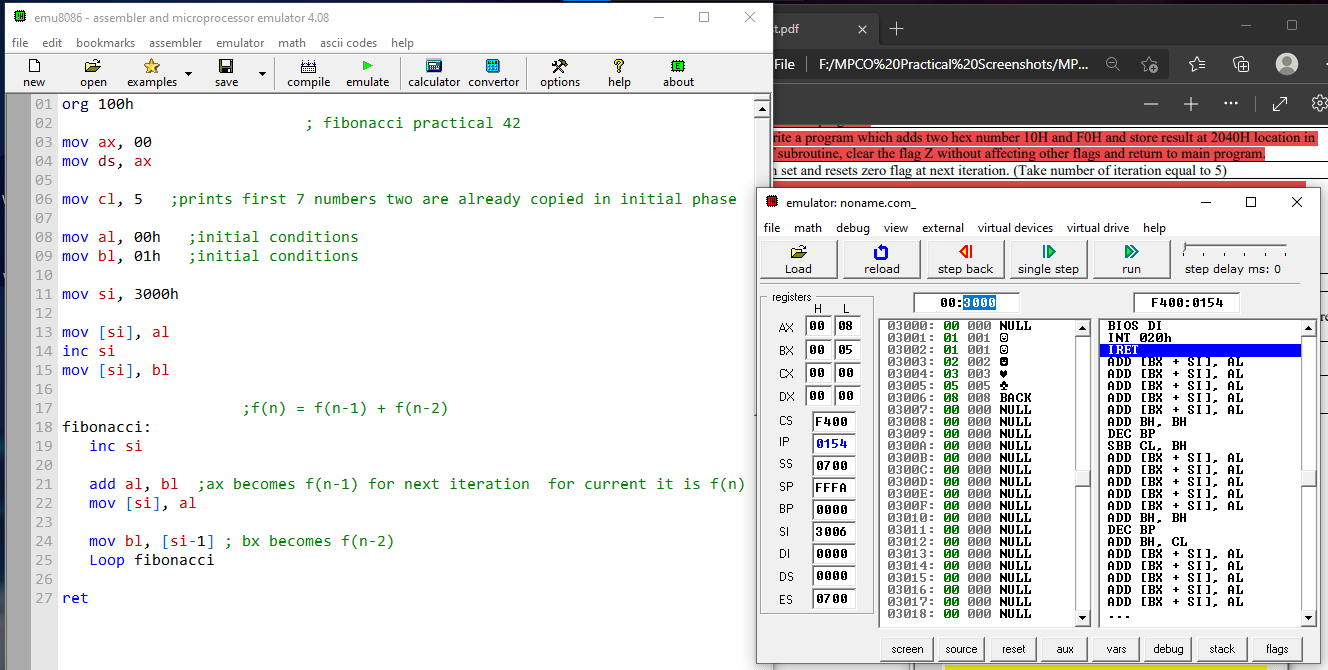 emu8086 - assembler and microprocessor emulator 4.08
file edit bookmarks assembler emulator math ascii codes help
new open examples save compile emulate calculator convertor options help about
01 org 100h
02 ; fibonacci practical 42
03 mov ax, 00
04 mov ds, ax
05
06 mov cl, 5 ;prints first 7 numbers two are already copied in initial phase
07
08 mov al, 00h ;initial conditions
09 mov bl, 01h ;initial conditions
10
11 mov si, 3000h
12
13 mov [si], al
14 inc si
15 mov [si], bl
16
17 ;f(n) = f(n-1) + f(n-2)
18 fibonacci:
19 inc si
20
21 add al, bl ;ax becomes f(n-1) for next iteration for current it is f(n)
22 mov [si], al
23
24 mov bl, [si-1] ; bx becomes f(n-2)
25 Loop fibonacci
26
27 ret
t.pdf
File F:/MPCO%20Practical%20Screenshots/MP...
rite a program which adds two hex number 10H and F0H and store result at 2040H location in
subroutine, clear the flag Z without affecting other flags and return to main program.
set and resets zero flag at next iteration. (Take number of iteration equal to 5)
emulator: noname.com_
file math debug view external virtual devices virtual drive help
Load reload step back single step run step delay ms: 0
registers
H L
AX 00 08
BX 00 05
CX 00 00
DX 00 00
CS F400
IP 0154
SS 0700
SP FFFA
BP 0000
SI 3006
DI 0000
DS 0000
ES 0700
00:3000
03000: 00 000 NULL
03001: 01 001 ☺
03002: 01 001 ☺
03003: 02 002 ☻
03004: 03 003 ♥
03005: 05 005 ♣
03006: 08 008 BACK
03007: 00 000 NULL
03008: 00 000 NULL
03009: 00 000 NULL
0300A: 00 000 NULL
0300B: 00 000 NULL
0300C: 00 000 NULL
0300D: 00 000 NULL
0300E: 00 000 NULL
0300F: 00 000 NULL
03010: 00 000 NULL
03011: 00 000 NULL
03012: 00 000 NULL
03013: 00 000 NULL
03014: 00 000 NULL
03015: 00 000 NULL
03016: 00 000 NULL
03017: 00 000 NULL
03018: 00 000 NULL
F400:0154
BIOS DI
INT 020h
IRET
ADD [BX + SI], AL
ADD [BX + SI], AL
ADD [BX + SI], AL
ADD [BX + SI], AL
ADD [BX + SI], AL
ADD BH, BH
DEC BP
SBB CL, BH
ADD [BX + SI], AL
ADD [BX + SI], AL
ADD [BX + SI], AL
ADD [BX + SI], AL
ADD [BX + SI], AL
ADD BH, BH
DEC BP
ADD BH, CL
ADD [BX + SI], AL
ADD [BX + SI], AL
ADD [BX + SI], AL
ADD [BX + SI], AL
ADD [BX + SI], AL
...
screen source reset aux vars debug stack flags